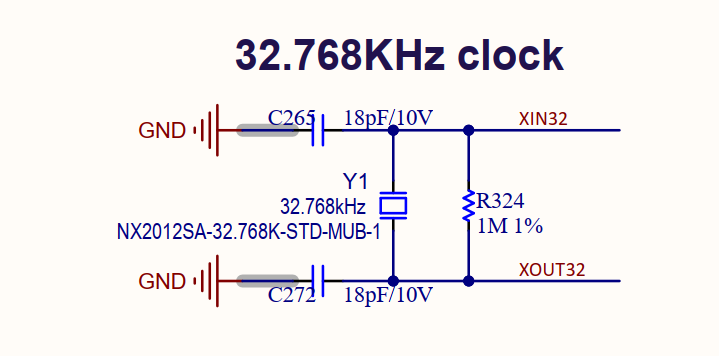 32.768KHz clock
C265 18pF/10V XIN32
GND
Y1
32.768kHz R324
NX2012SA-32.768K-STD-MUB-1 1M 1%
XOUT32
GND
C272 18pF/10V